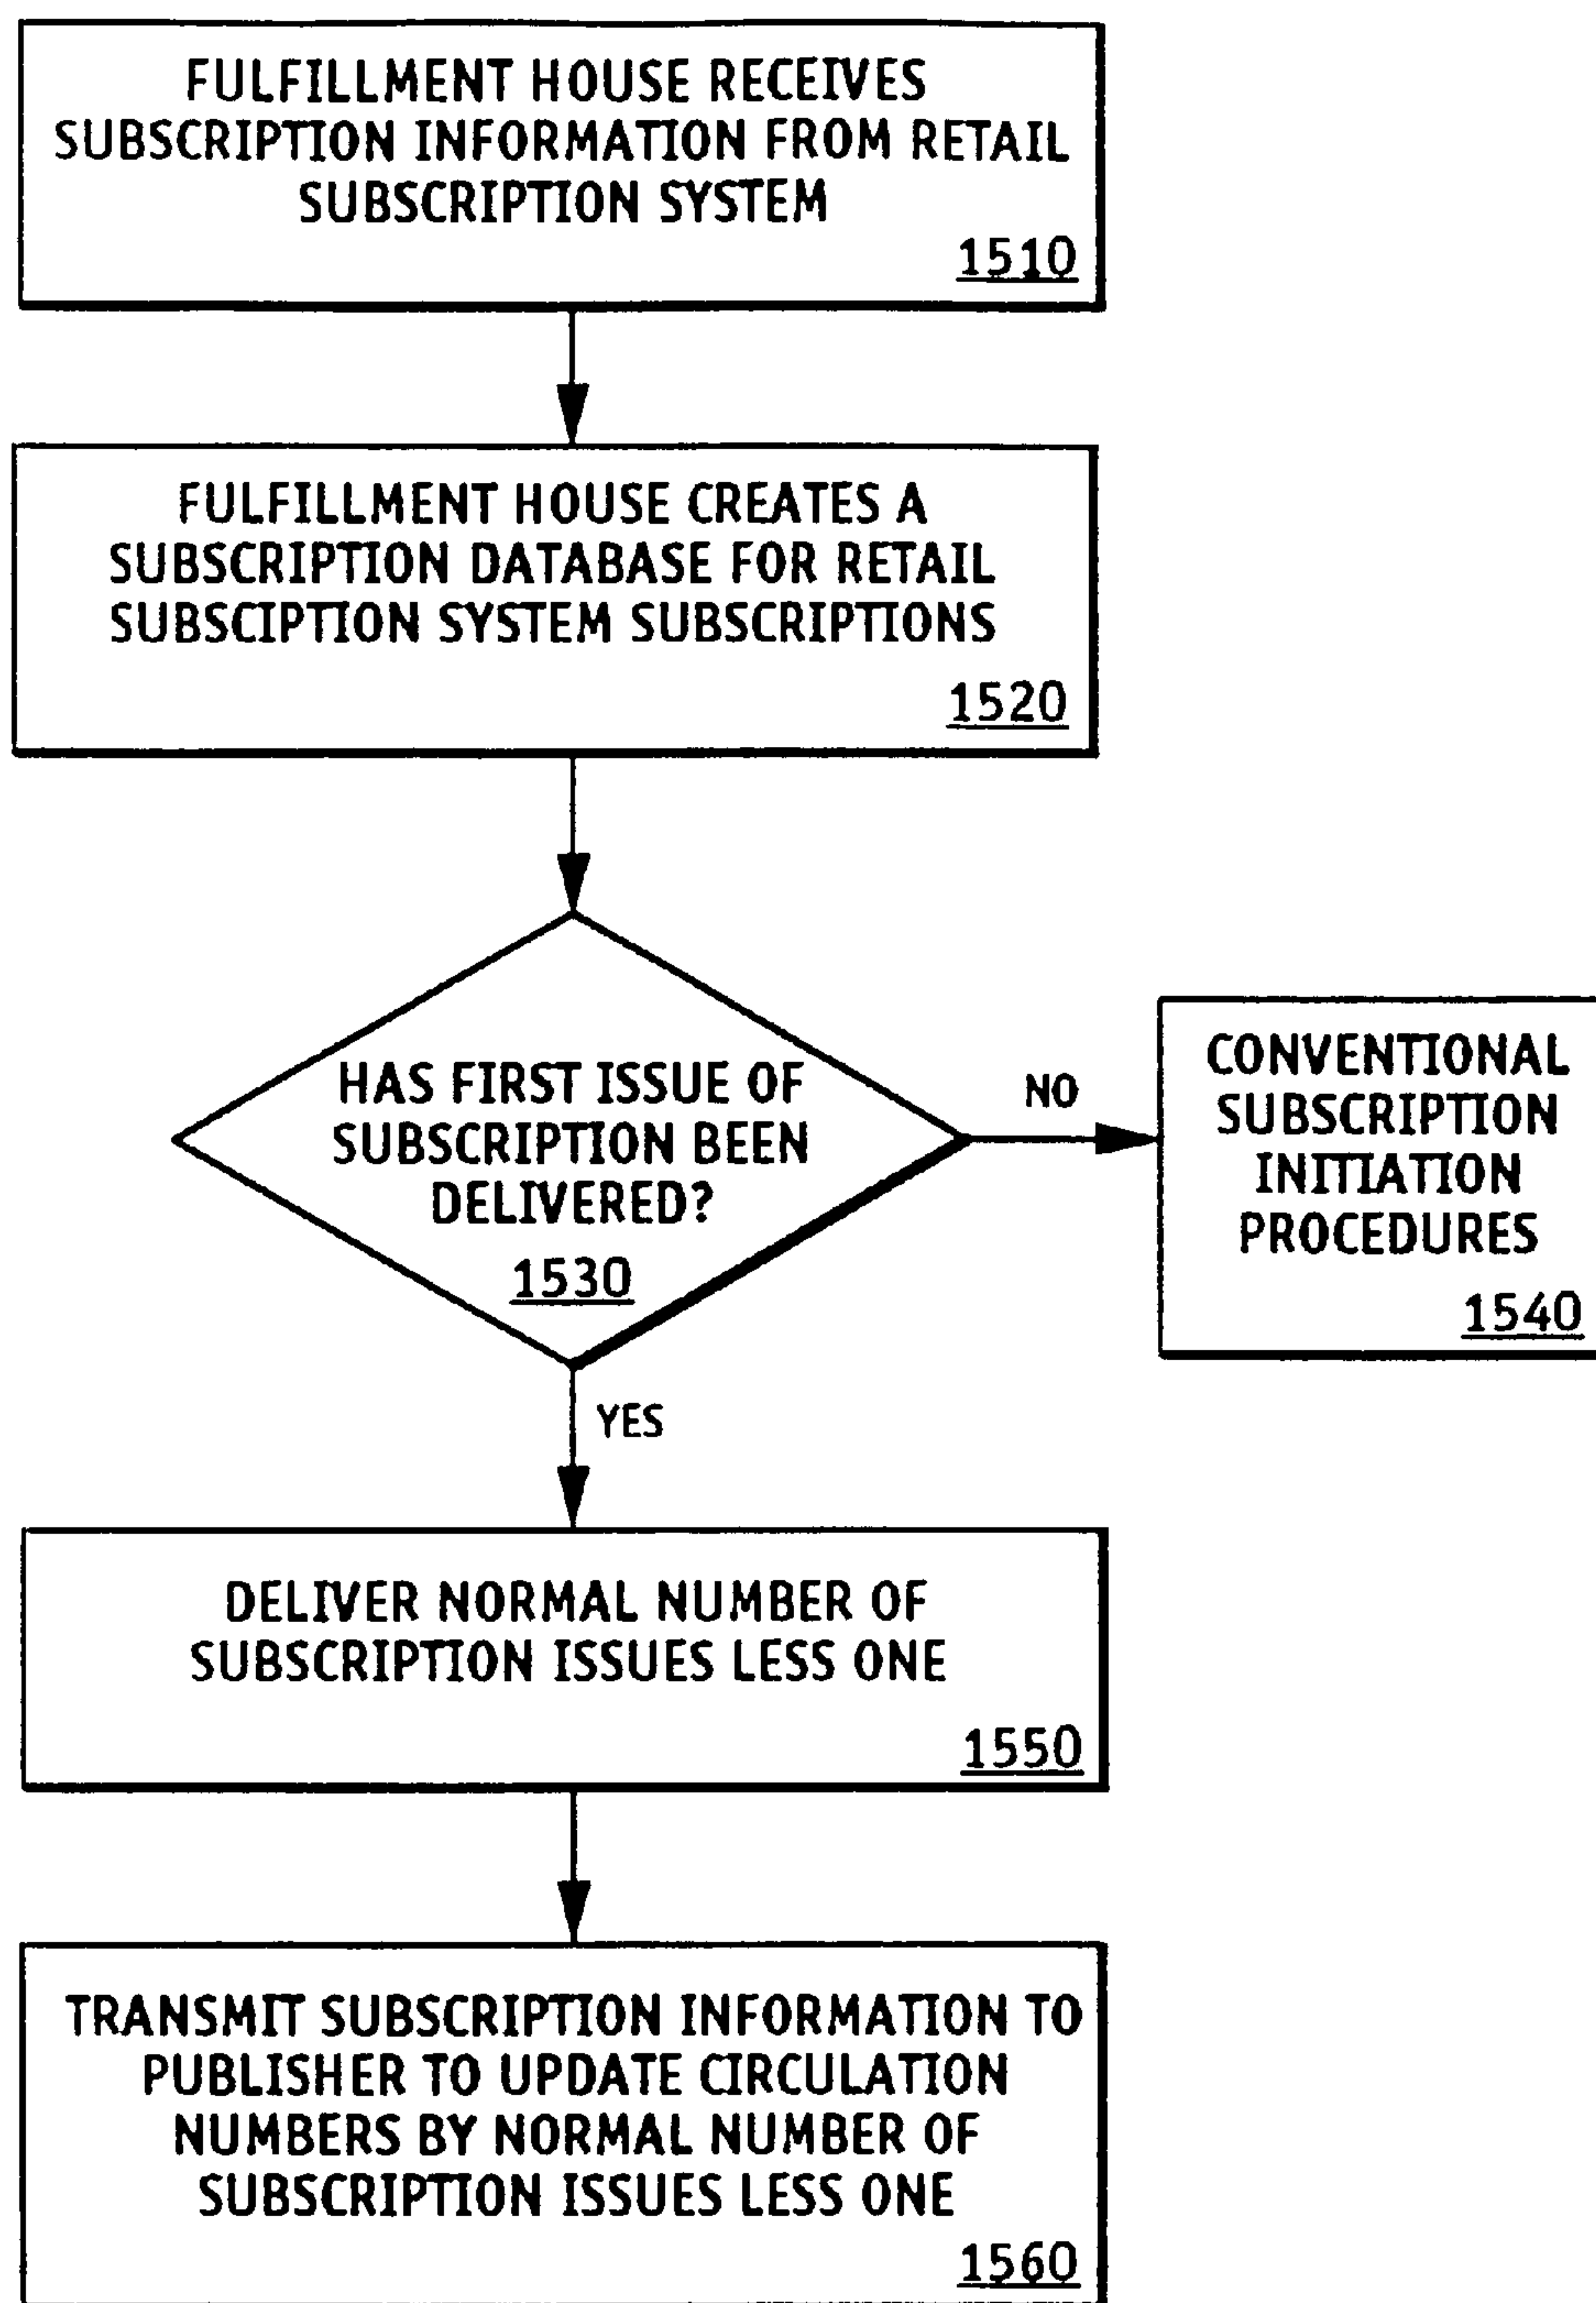 FULFILLMENT HOUSE RECEIVES
SUBSCRIPTION INFORMATION FROM RETAIL
SUBSCRIPTION SYSTEM
1510
FULFILLMENT HOUSE CREATES A
SUBSCRIPTION DATABASE FOR RETAIL
SUBSCIPTION SYSTEM SUBSCRIPTIONS
1520
HAS FIRST ISSUE OF
SUBSCRIPTION BEEN
DELIVERED?
1530
NO
CONVENTIONAL
SUBSCRIPTION
INITIATION
PROCEDURES
1540
YES
DELIVER NORMAL NUMBER OF
SUBSCRIPTION ISSUES LESS ONE
1550
TRANSMIT SUBSCRIPTION INFORMATION TO
PUBLISHER TO UPDATE CIRCULATION
NUMBERS BY NORMAL NUMBER OF
SUBSCRIPTION ISSUES LESS ONE
1560